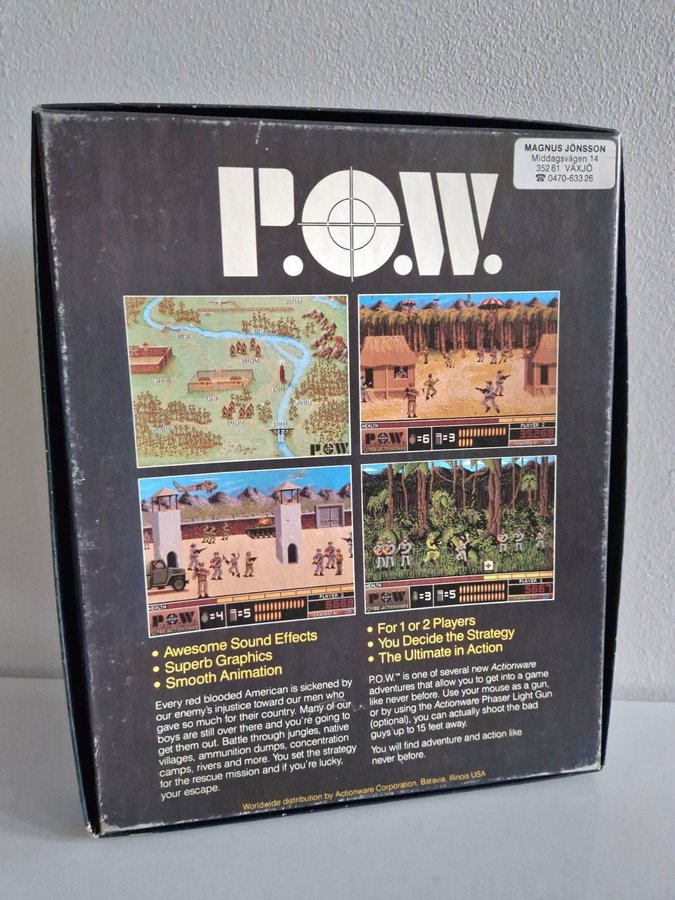 MAGNUS JÖNSSON
Middagsvägen 14
352 61 VÄXJÖ
☎ 0470-633 26
P.O.W.
P.O.W.
HEALTH
PLAYER 2
=6
=3
HEALTH
P.O.W.
=4
=5
HEALTH
P.O.W.
=3
=5
• Awesome Sound Effects
• Superb Graphics
• Smooth Animation
Every red blooded American is sickened by
our enemy's injustice toward our men who
gave so much for their country. Many of our
boys are still over there and you're going to
get them out. Battle through jungles, native
villages, ammunition dumps, concentration
camps, rivers and more. You set the strategy
for the rescue mission and if you're lucky,
your escape.
• For 1 or 2 Players
• You Decide the Strategy
• The Ultimate in Action
P.O.W.™ is one of several new Actionware
adventures that allow you to get into a game
like never before. Use your mouse as a gun,
or by using the Actionware Phaser Light Gun
(optional), you can actually shoot the bad
guys up to 15 feet away.
You will find adventure and action like
never before.
Worldwide distribution by Actionware Corporation, Batavia, Illinois USA